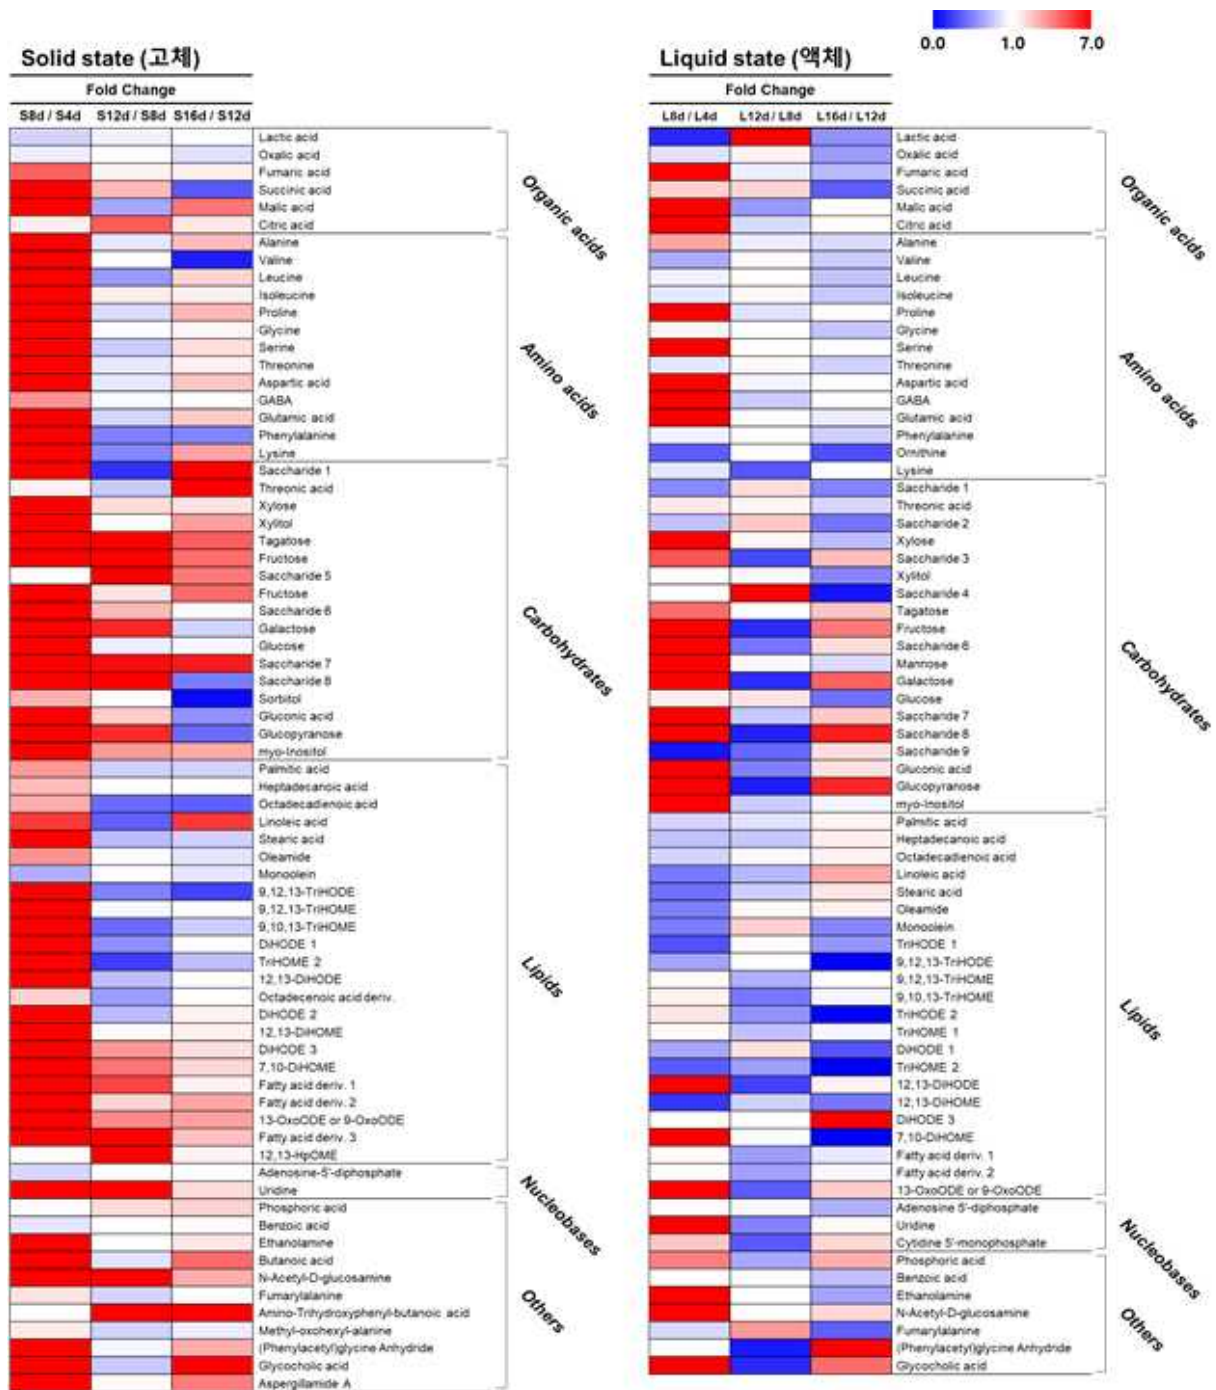 0.0 1.0 7.0
Solid state (고체)
Fold Change
S8d / S4d S12d / S8d S16d / S12d
Lactic acid
Oxalic acid
Fumaric acid
Succinic acid
Malic acid
Citric acid
Organic acids
Alanine
Valine
Leucine
Isoleucine
Proline
Glycine
Serine
Threonine
Aspartic acid
GABA
Glutamic acid
Phenylalanine
Lysine
Amino acids
Saccharide 1
Threonic acid
Xylose
Xylitol
Tagatose
Fructose
Saccharide 5
Fructose
Saccharide 6
Galactose
Glucose
Saccharide 7
Saccharide 8
Sorbitol
Gluconic acid
Glucopyranose
myo-Inositol
Carbohydrates
Palmitic acid
Heptadecanoic acid
Octadecadienoic acid
Linoleic acid
Stearic acid
Oleamide
Monoolein
9,12,13-TriHODE
9,12,13-TriHOME
9,10,13-TriHOME
DiHODE 1
TriHOME 2
12,13-DiHODE
Octadecenoic acid deriv.
DiHODE 2
12,13-DiHOME
DiHODE 3
7,10-DiHOME
Fatty acid deriv. 1
Fatty acid deriv. 2
13-OxoODE or 9-OxoODE
Fatty acid deriv. 3
12,13-HpOME
Lipids
Adenosine-5'-diphosphate
Uridine
Nucleobases
Phosphoric acid
Benzoic acid
Ethanolamine
Butanoic acid
N-Acetyl-D-glucosamine
Fumarylalanine
Amino-Trihydroxyphenyl-butanoic acid
Methyl-oxohexyl-alanine
(Phenylacetyl)glycine Anhydride
Glycocholic acid
Aspergillamide A
Others
Liquid state (액체)
Fold Change
L8d / L4d L12d / L8d L16d / L12d
Lactic acid
Oxalic acid
Fumaric acid
Succinic acid
Malic acid
Citric acid
Organic acids
Alanine
Valine
Leucine
Isoleucine
Proline
Glycine
Serine
Threonine
Aspartic acid
GABA
Glutamic acid
Phenylalanine
Ornithine
Lysine
Amino acids
Saccharide 1
Threonic acid
Saccharide 2
Xylose
Saccharide 3
Xylitol
Saccharide 4
Tagatose
Fructose
Saccharide 6
Mannose
Galactose
Glucose
Saccharide 7
Saccharide 8
Saccharide 9
Gluconic acid
Glucopyranose
myo-Inositol
Carbohydrates
Palmitic acid
Heptadecanoic acid
Octadecadienoic acid
Linoleic acid
Stearic acid
Oleamide
Monoolein
TriHODE 1
9,12,13-TriHODE
9,12,13-TriHOME
9,10,13-TriHOME
TriHODE 2
TriHOME 1
DiHODE 1
TriHOME 2
12,13-DiHODE
12,13-DiHOME
DiHODE 3
7,10-DiHOME
Fatty acid deriv. 1
Fatty acid deriv. 2
13-OxoODE or 9-OxoODE
Lipids
Adenosine 5'-diphosphate
Uridine
Cytidine 5'-monophosphate
Nucleobases
Phosphoric acid
Benzoic acid
Ethanolamine
N-Acetyl-D-glucosamine
Fumarylalanine
(Phenylacetyl)glycine Anhydride
Glycocholic acid
Others